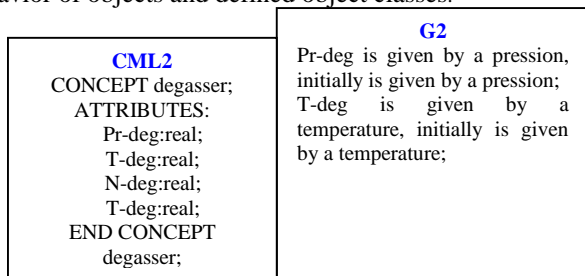 avior of objects and defined object classes.
CML2
CONCEPT degasser;
ATTRIBUTES:
Pr-deg:real;
T-deg:real;
N-deg:real;
T-deg:real;
END CONCEPT
degasser;
G2
Pr-deg is given by a pression,
initially is given by a pression;
T-deg is given by a
temperature, initially is given
by a temperature;